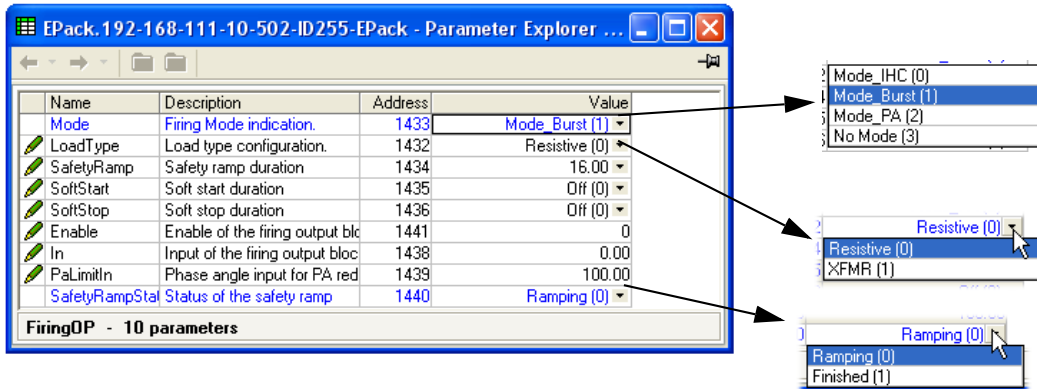 EPack.192-168-111-10-502-ID255-EPack - Parameter Explorer ...
Name Description Address Value
Mode Firing Mode indication. 1433 Mode_Burst (1)
LoadType Load type configuration. 1432 Resistive (0)
SafetyRamp Safety ramp duration 1434 16.00
SoftStart Soft start duration 1435 Off (0)
SoftStop Soft stop duration 1436 Off (0)
Enable Enable of the firing output blc 1441 0
In Input of the firing output bloc 1438 0.00
PaLimitIn Phase angle input for PA red 1439 100.00
SafetyRampStat Status of the safety ramp 1440 Ramping (0)
FiringOP - 10 parameters
Mode_IHC (0)
Mode_Burst (1)
Mode_PA (2)
No Mode (3)
Resistive (0)
Resistive (0)
XFMR (1)
Ramping (0)
Ramping (0)
Finished (1)